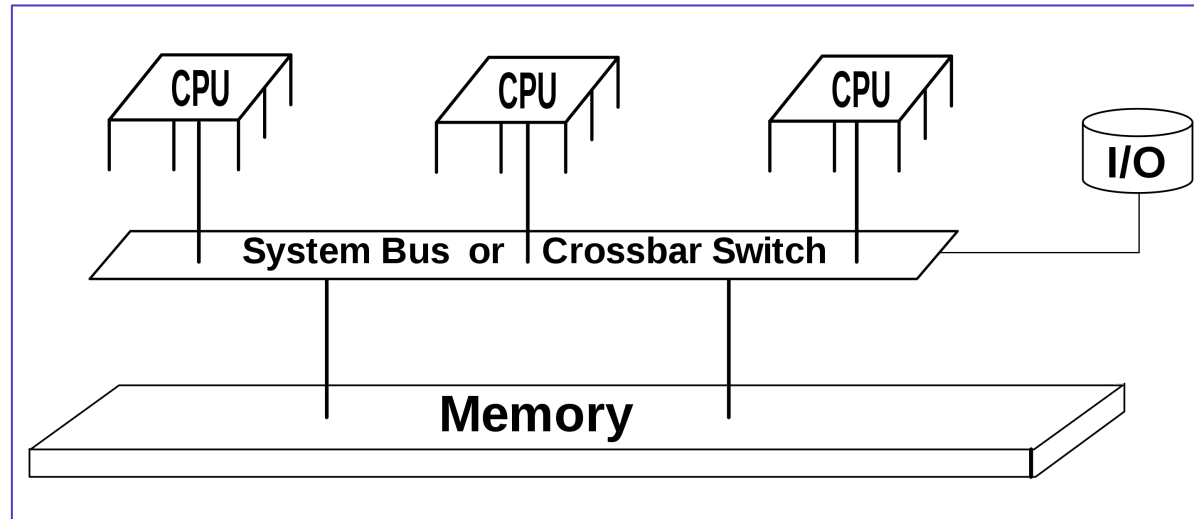 CPU
CPU
CPU
I/O
System Bus or Crossbar Switch
Memory